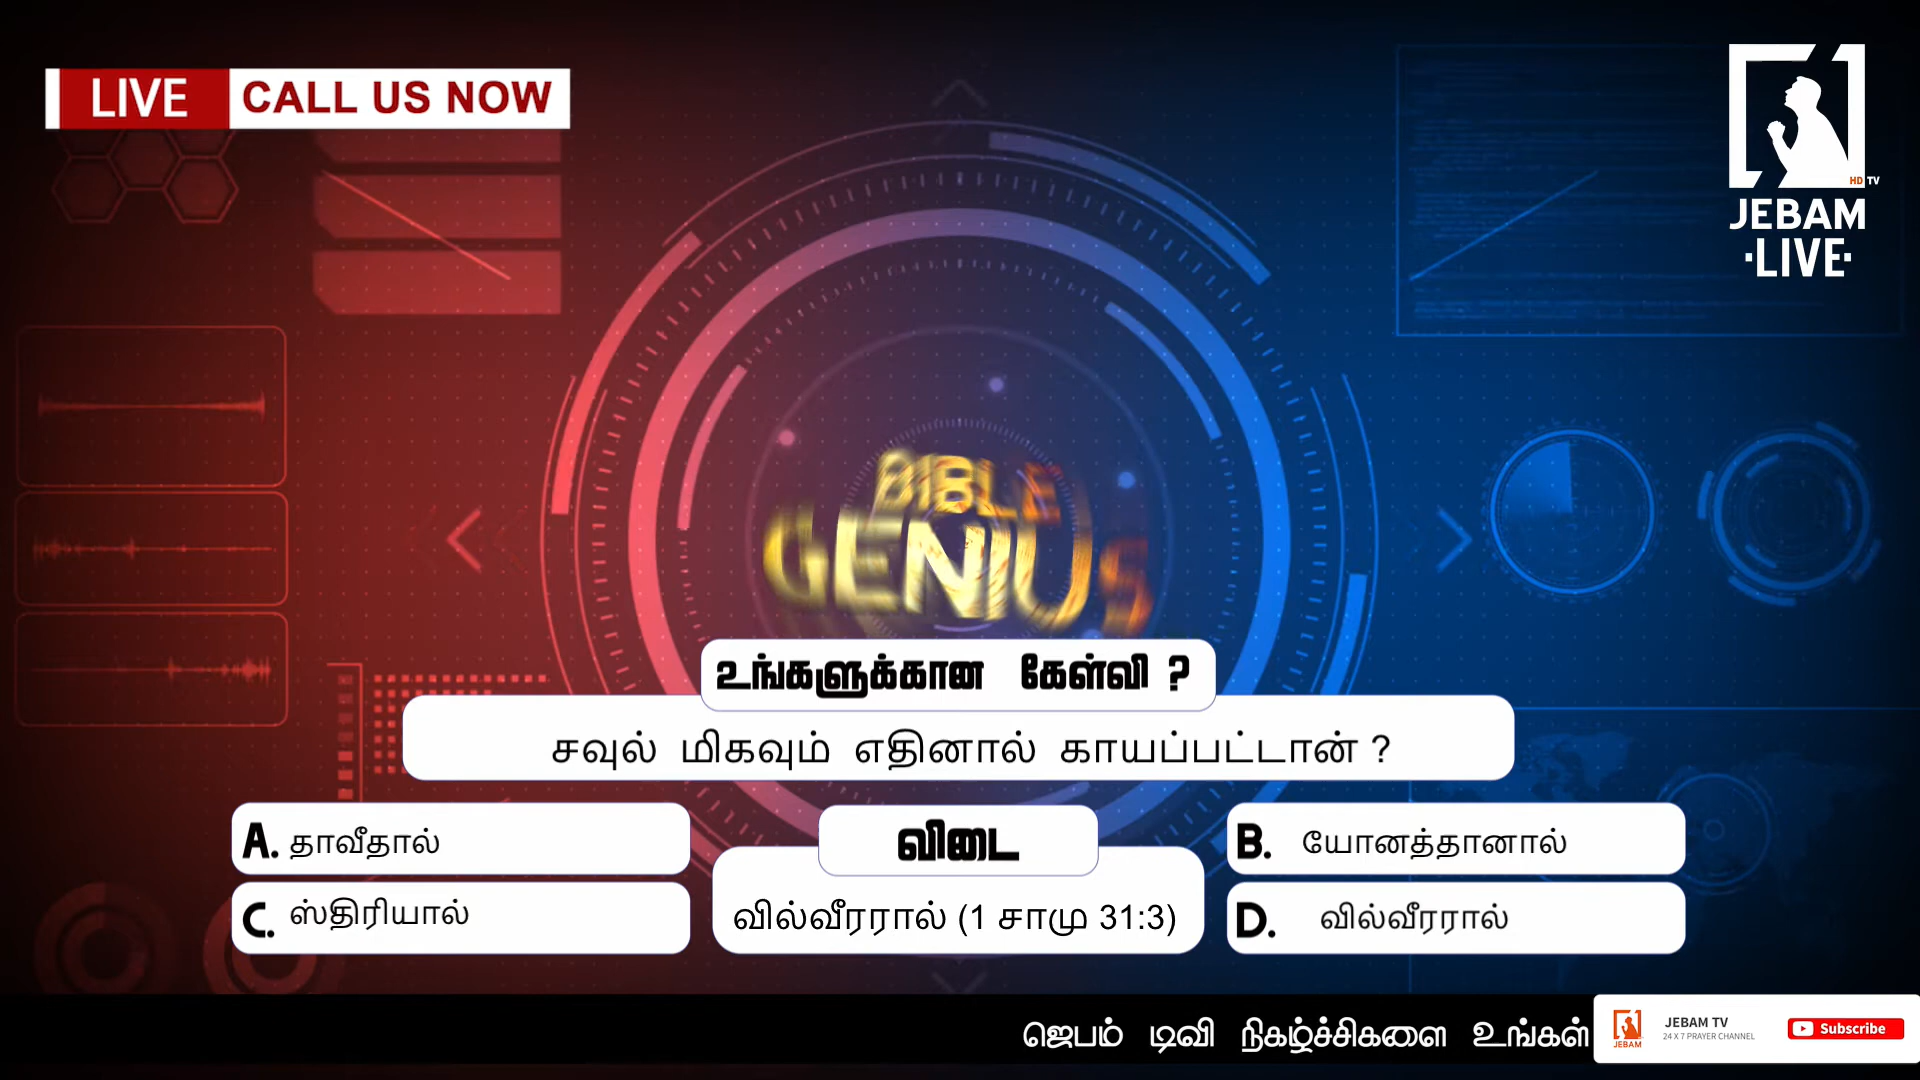 LIVE CALL US NOW
HD TV
JEBAM
·LIVE·
BIBLE
GENIUS
உங்களுக்கான கேள்வி ?
சவுல் மிகவும் எதினால் காயப்பட்டான் ?
A. தாவீதால்
B. யோனத்தானால்
C. ஸ்திரியால்
D. வில்வீரரால்
விடை
வில்வீரரால் (1 சாமு 31:3)
ஜெபம் டிவி நிகழ்ச்சிகளை உங்கள்
JEBAM
JEBAM TV
24 X 7 PRAYER CHANNEL
Subscribe